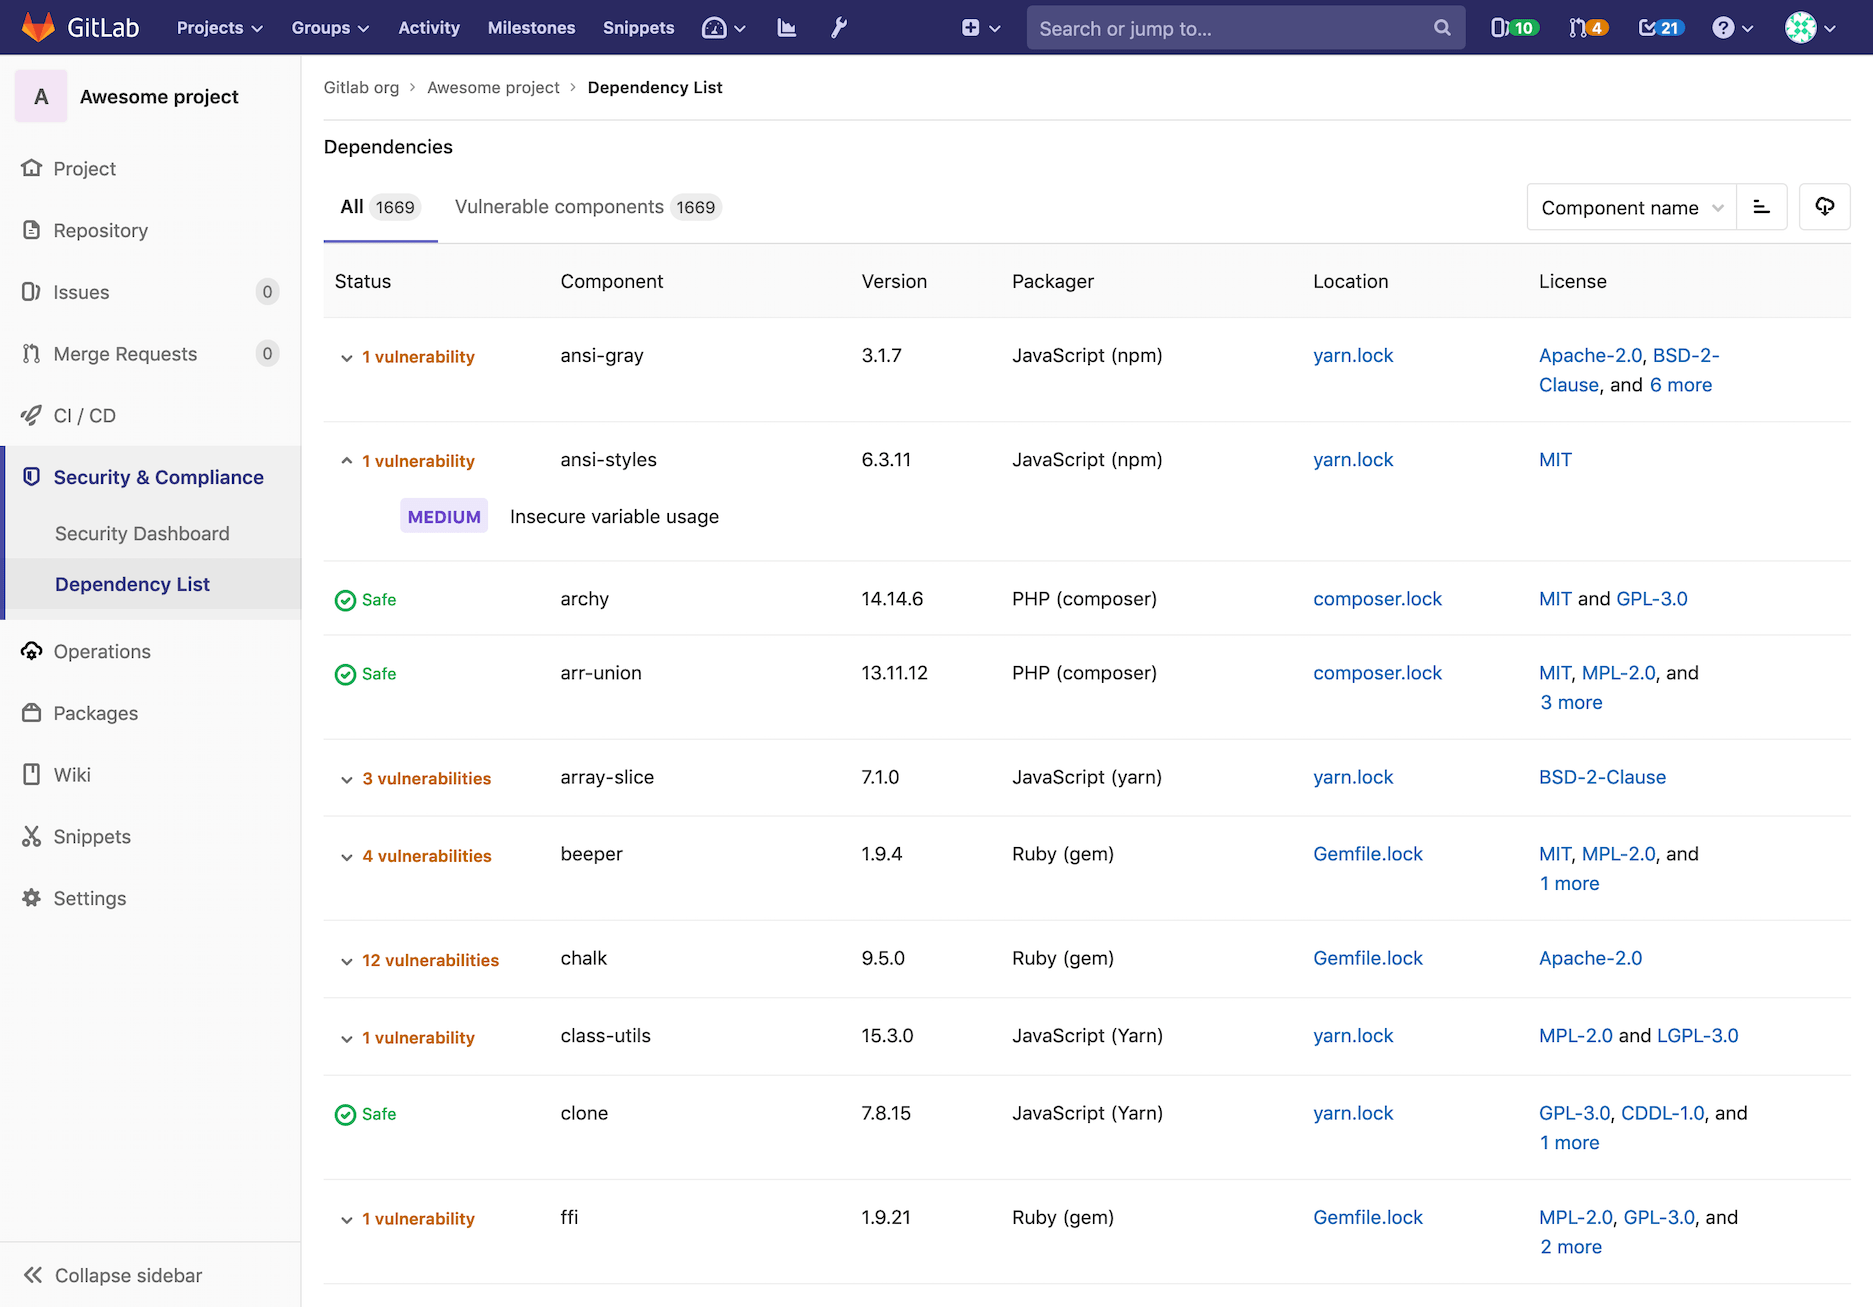 GitLab Projects Groups Activity Milestones Snippets Search or jump to... 10 4 21
A Awesome project
Project
Repository
Issues 0
Merge Requests 0
CI / CD
Security & Compliance
Security Dashboard
Dependency List
Operations
Packages
Wiki
Snippets
Settings
Collapse sidebar
Gitlab org > Awesome project > Dependency List
Dependencies
All 1669 Vulnerable components 1669 Component name
Status Component Version Packager Location License
1 vulnerability ansi-gray 3.1.7 JavaScript (npm) yarn.lock Apache-2.0, BSD-2-
Clause, and 6 more
1 vulnerability ansi-styles 6.3.11 JavaScript (npm) yarn.lock MIT
MEDIUM Insecure variable usage
Safe archy 14.14.6 PHP (composer) composer.lock MIT and GPL-3.0
Safe arr-union 13.11.12 PHP (composer) composer.lock MIT, MPL-2.0, and
3 more
3 vulnerabilities array-slice 7.1.0 JavaScript (yarn) yarn.lock BSD-2-Clause
4 vulnerabilities beeper 1.9.4 Ruby (gem) Gemfile.lock MIT, MPL-2.0, and
1 more
12 vulnerabilities chalk 9.5.0 Ruby (gem) Gemfile.lock Apache-2.0
1 vulnerability class-utils 15.3.0 JavaScript (Yarn) yarn.lock MPL-2.0 and LGPL-3.0
Safe clone 7.8.15 JavaScript (Yarn) yarn.lock GPL-3.0, CDDL-1.0, and
1 more
1 vulnerability ffi 1.9.21 Ruby (gem) Gemfile.lock MPL-2.0, GPL-3.0, and
2 more